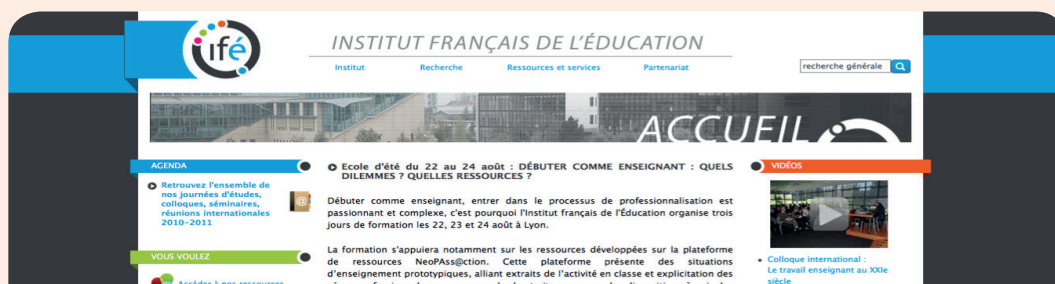 ifé
INSTITUT FRANÇAIS DE L'ÉDUCATION
Institut Recherche Ressources et services Partenariat
recherche générale
ACCUEIL
AGENDA
Retrouvez l'ensemble de
nos journées d'études,
colloques, séminaires,
réunions internationales
2010-2011
VOUS VOULEZ
Accéder à nos ressources
Ecole d'été du 22 au 24 août : DÉBUTER COMME ENSEIGNANT : QUELS
DILEMMES ? QUELLES RESSOURCES ?
Débuter comme enseignant, entrer dans le processus de professionnalisation est
passionnant et complexe, c'est pourquoi l'Institut français de l'Éducation organise trois
jours de formation les 22, 23 et 24 août à Lyon.
La formation s'appuiera notamment sur les ressources développées sur la plateforme
de ressources NeoPAss@ction. Cette plateforme présente des situations
d'enseignement prototypiques, alliant extraits de l'activité en classe et explicitation des
VIDÉOS
Colloque international :
Le travail enseignant au XXIe
siècle